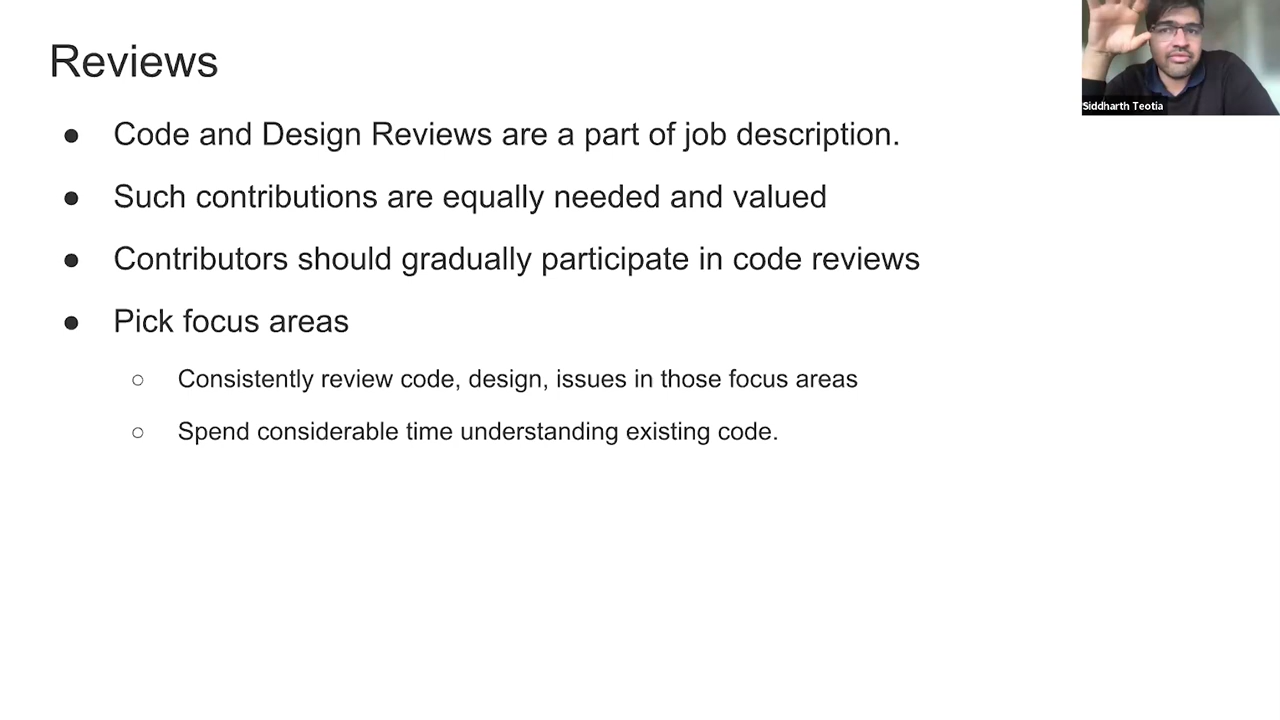 Reviews
Siddharth Teotia
● Code and Design Reviews are a part of job description.
● Such contributions are equally needed and valued
● Contributors should gradually participate in code reviews
● Pick focus areas
○ Consistently review code, design, issues in those focus areas
○ Spend considerable time understanding existing code.